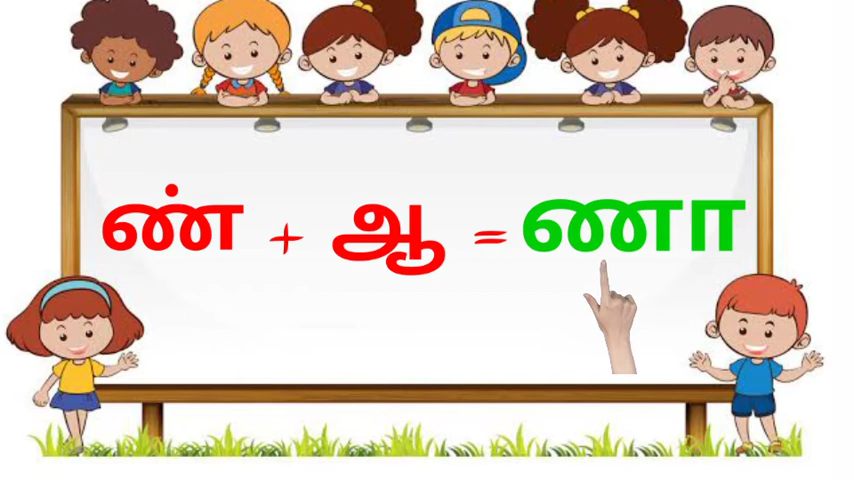 ண் + ஆ = ணா